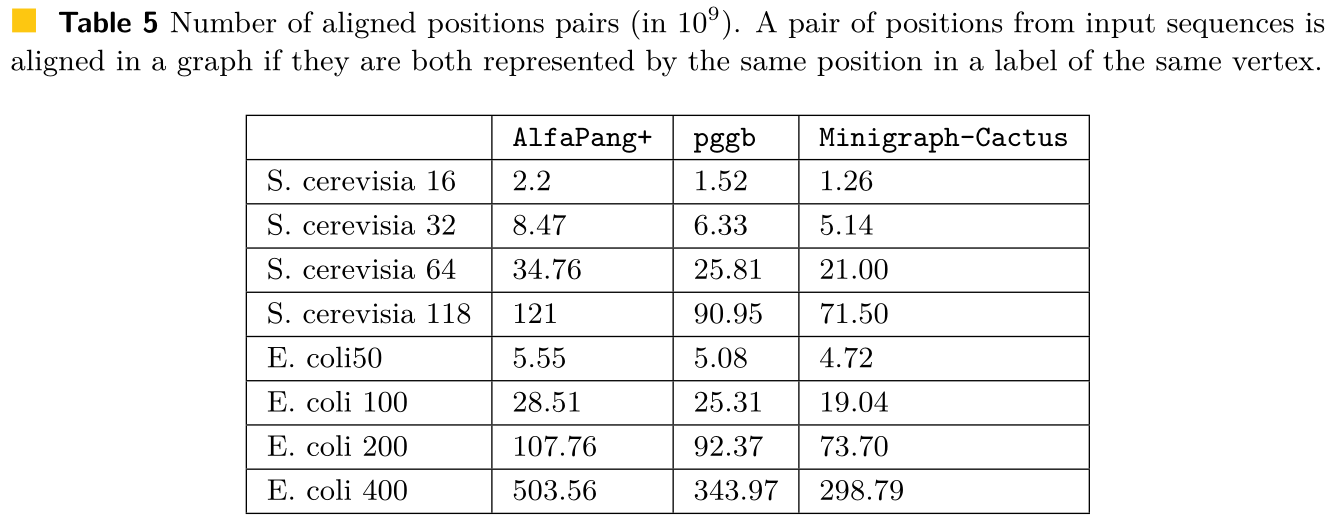 Table 5 Number of aligned positions pairs (in 10⁹). A pair of positions from input sequences is
aligned in a graph if they are both represented by the same position in a label of the same vertex.
AlfaPang+ pggb Minigraph-Cactus
S. cerevisia 16 2.2 1.52 1.26
S. cerevisia 32 8.47 6.33 5.14
S. cerevisia 64 34.76 25.81 21.00
S. cerevisia 118 121 90.95 71.50
E. coli50 5.55 5.08 4.72
E. coli 100 28.51 25.31 19.04
E. coli 200 107.76 92.37 73.70
E. coli 400 503.56 343.97 298.79